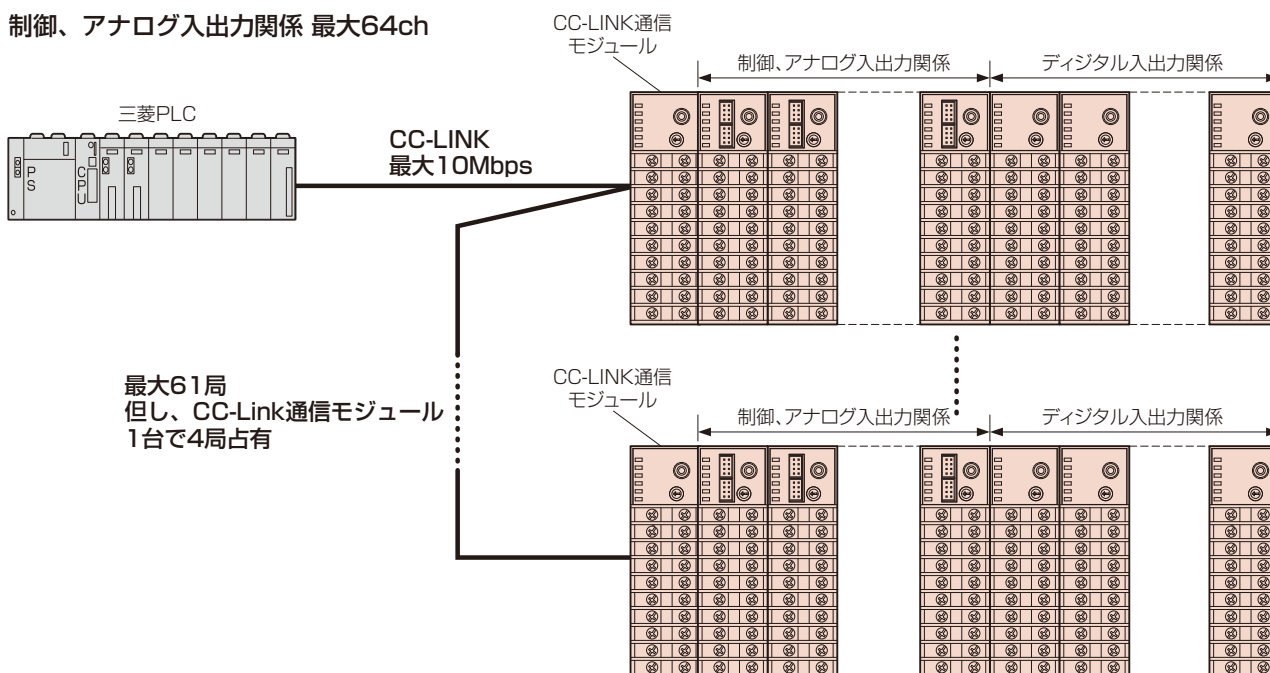 制御、アナログ入出力関係 最大64ch
CC-LINK通信
モジュール
制御、アナログ入出力関係
ディジタル入出力関係
三菱PLC
PS
CPU
CC-LINK
最大10Mbps
最大61局
但し、CC-Link通信モジュール
1台で4局占有
CC-LINK通信
モジュール
制御、アナログ入出力関係
ディジタル入出力関係